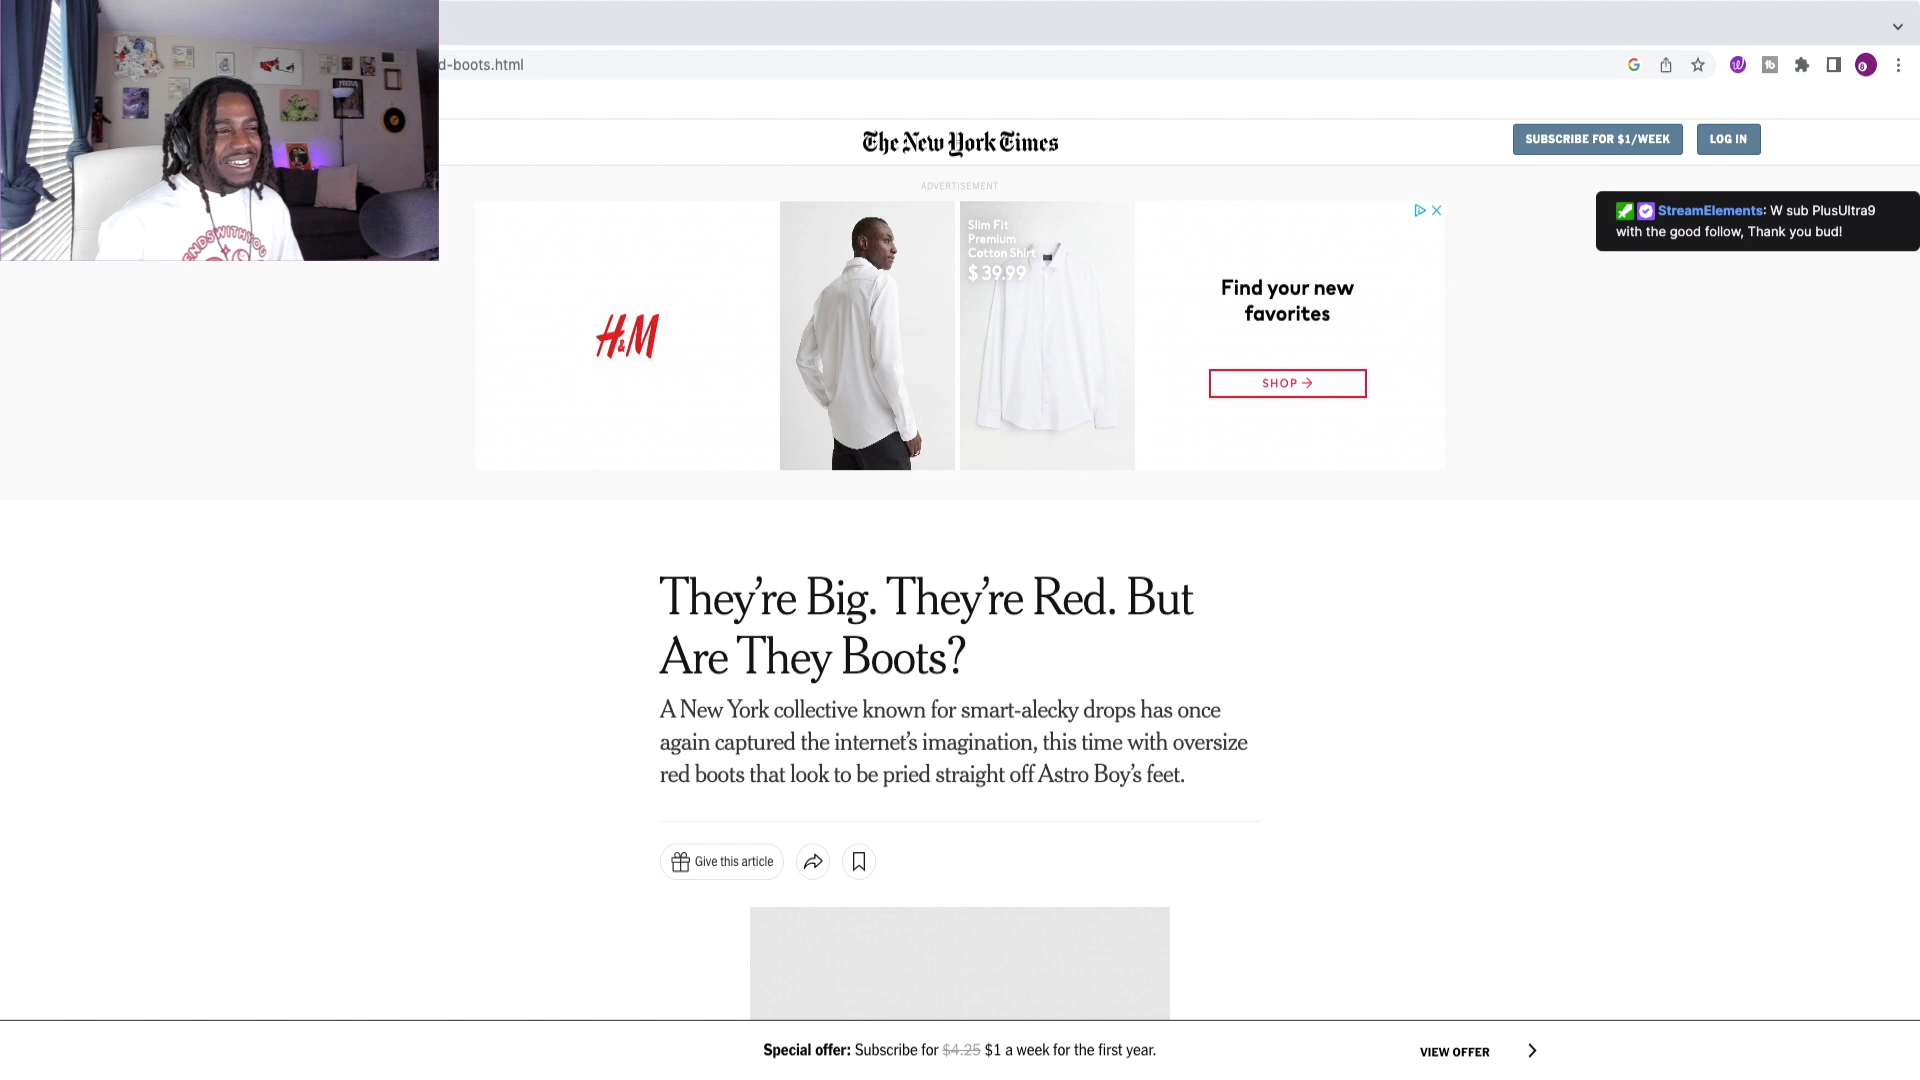 d-boots.html
The New York Times
SUBSCRIBE FOR $1/WEEK
LOG IN
ADVERTISEMENT
StreamElements: W sub PlusUltra9
with the good follow, Thank you bud!
H&M
Slim Fit
Premium
Cotton Shirt
$ 39.99
Find your new
favorites
SHOP →
They’re Big. They’re Red. But
Are They Boots?
A New York collective known for smart-alecky drops has once
again captured the internet’s imagination, this time with oversize
red boots that look to be pried straight off Astro Boy’s feet.
Give this article
Special offer: Subscribe for $4.25 $1 a week for the first year.
VIEW OFFER